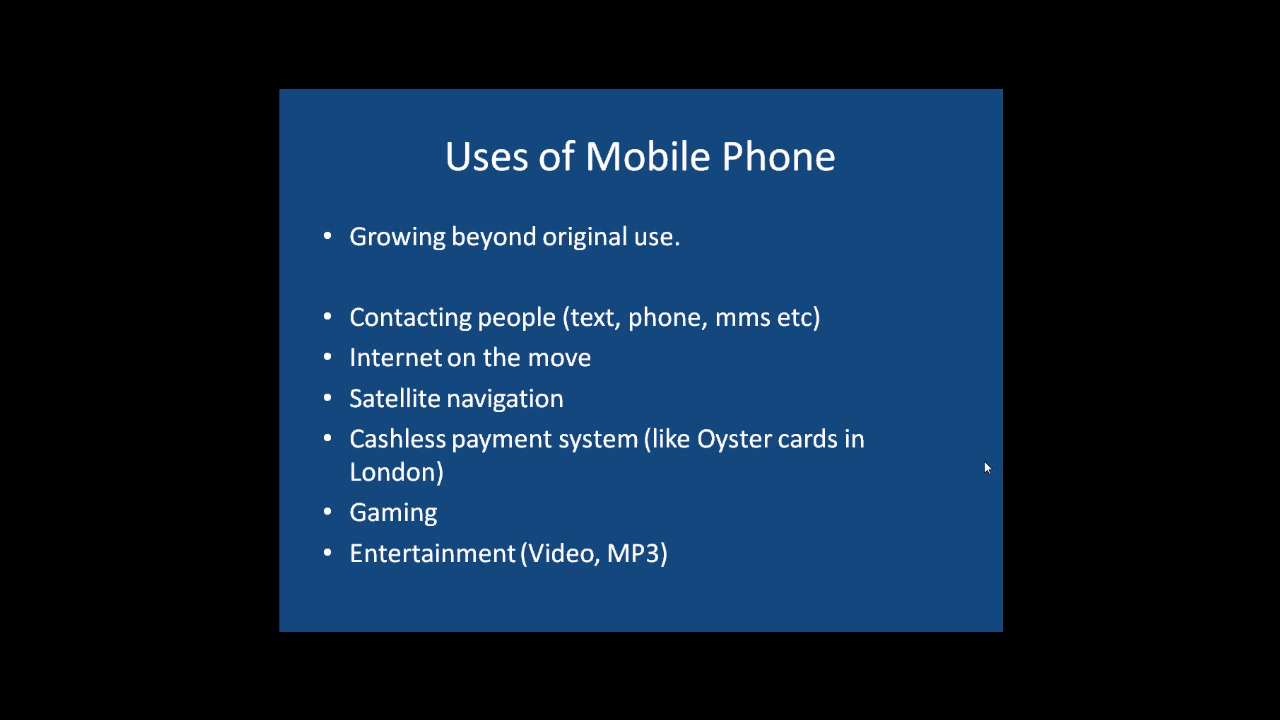 Uses of Mobile Phone
• Growing beyond original use.
• Contacting people (text, phone, mms etc)
• Internet on the move
• Satellite navigation
• Cashless payment system (like Oyster cards in
London)
• Gaming
• Entertainment (Video, MP3)